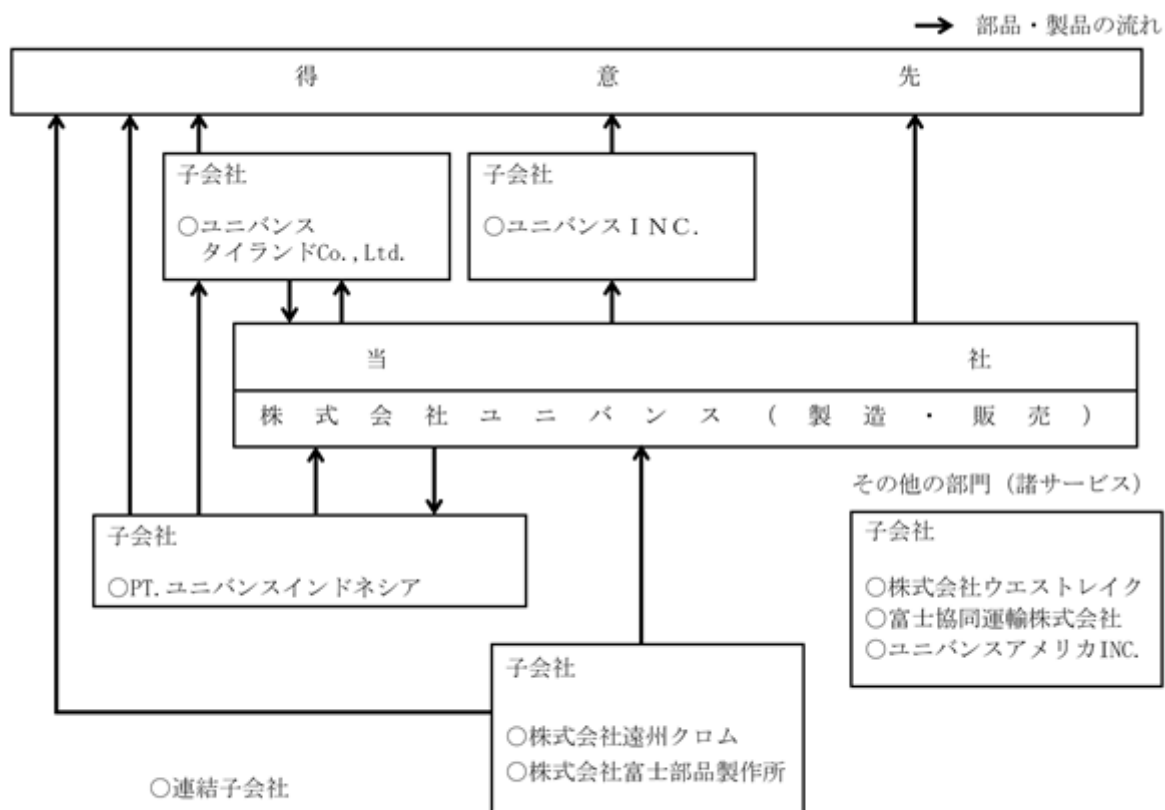 部品・製品の流れ
得意先
子会社
○ユニバンス
タイランドCo.,Ltd.
子会社
○ユニバンスＩＮＣ.
当社
株式会社ユニバンス（製造・販売）
その他の部門（諸サービス）
子会社
○PT.ユニバンスインドネシア
子会社
○株式会社ウエストレイク
○富士協同運輸株式会社
○ユニバンスアメリカINC.
子会社
○株式会社遠州クロム
○株式会社富士部品製作所
○連結子会社